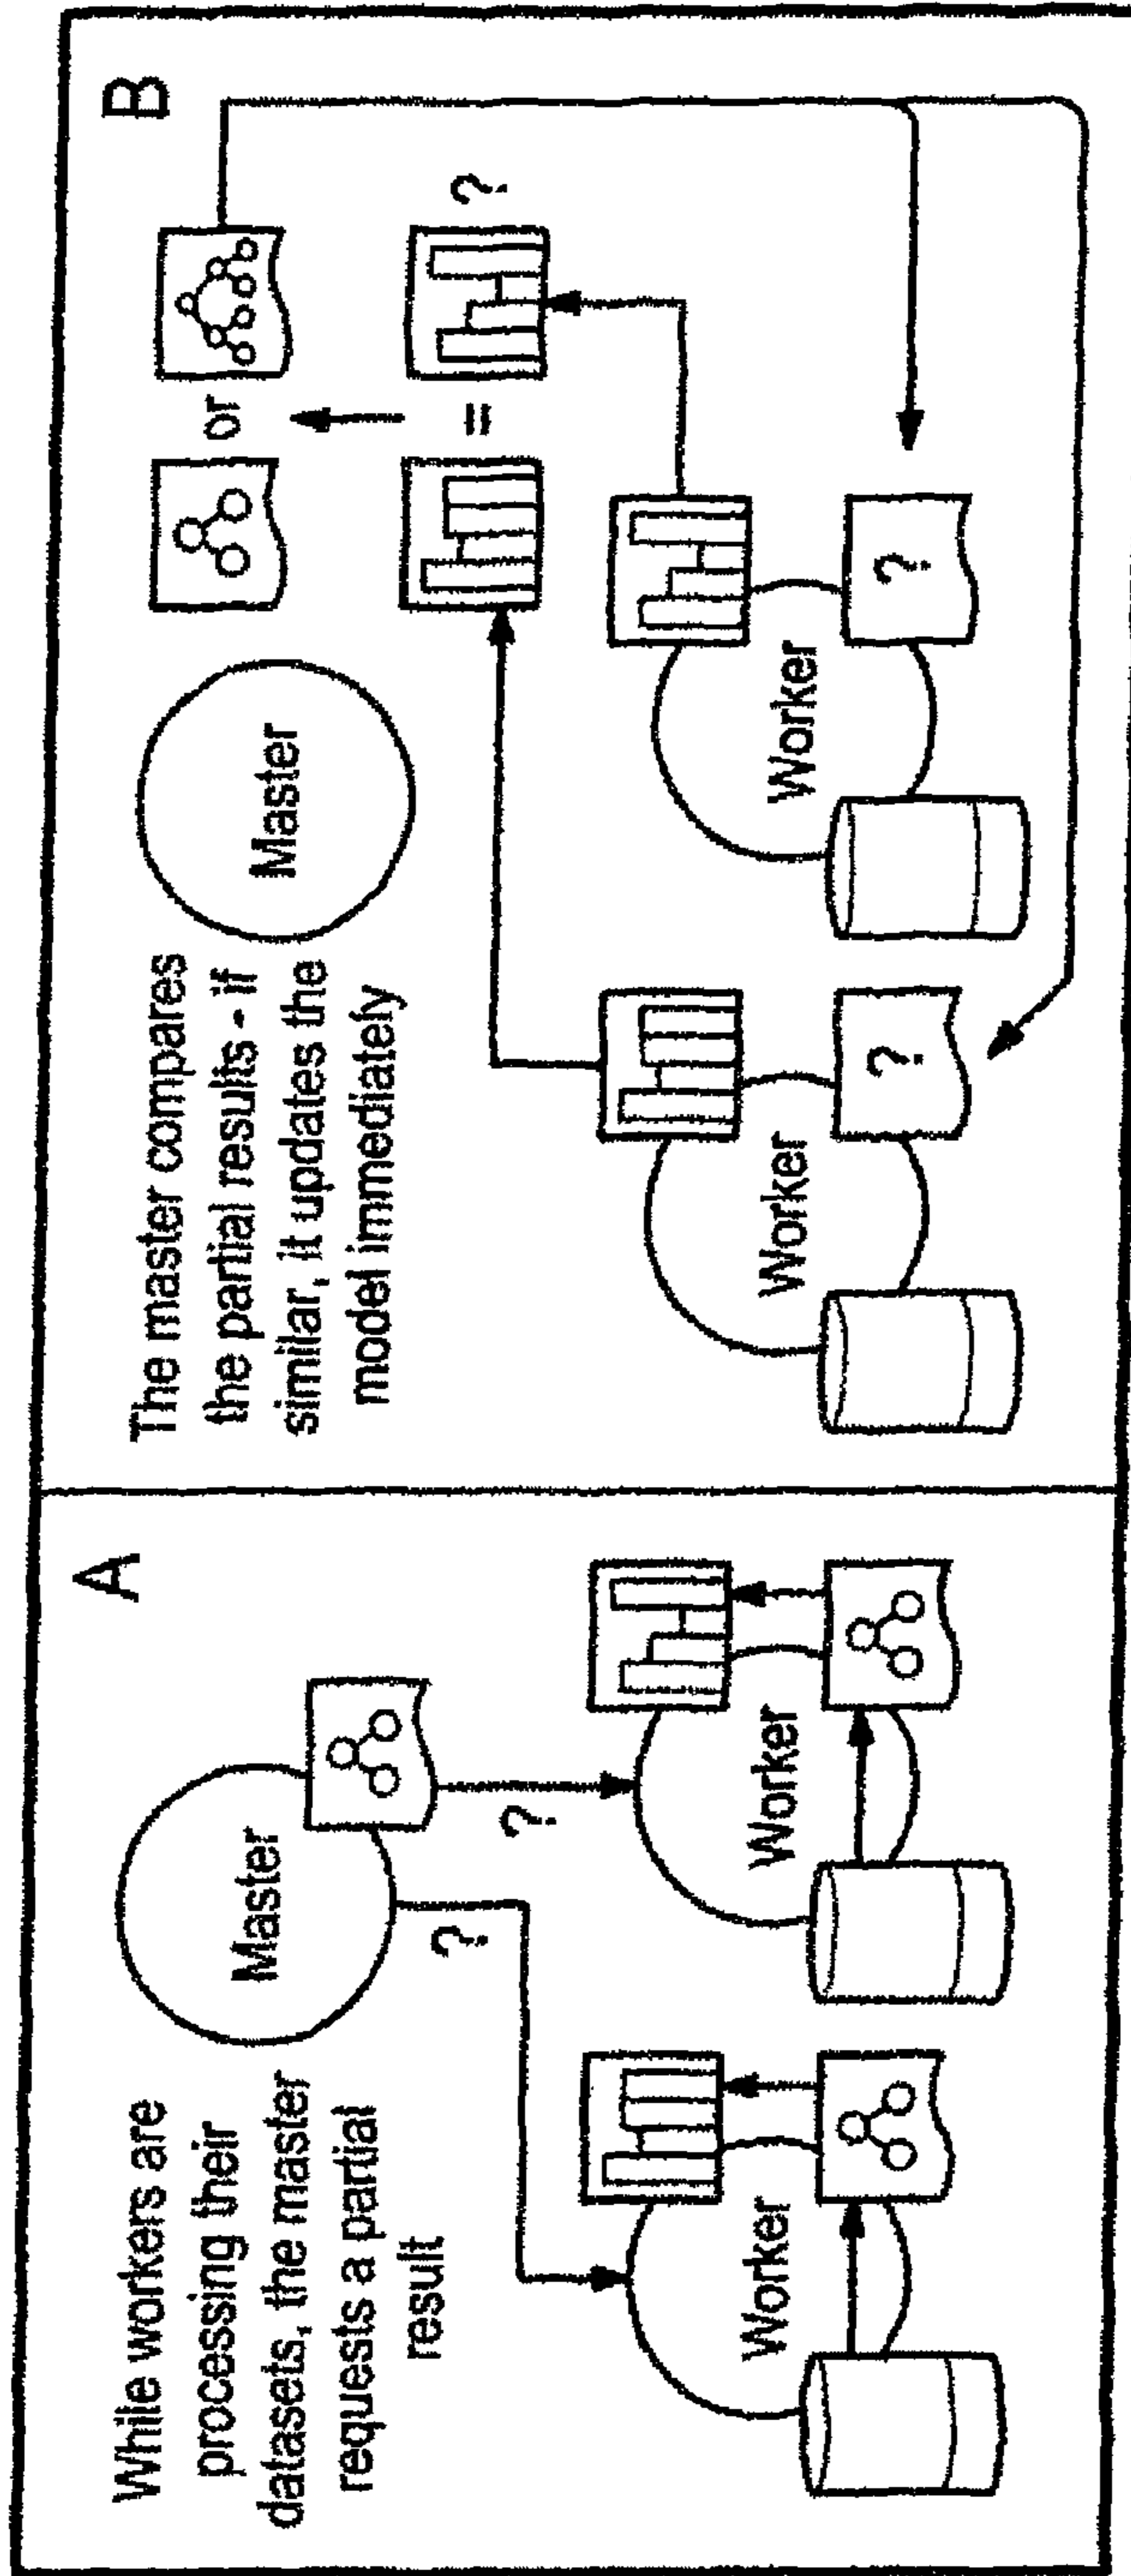 A
While workers are
processing their
datasets, the master
requests a partial
result
Master
?
?
Worker
Worker
B
The master compares
the partial results - if
similar, it updates the
model immediately
Master
or
=
?
Worker
Worker
?
?